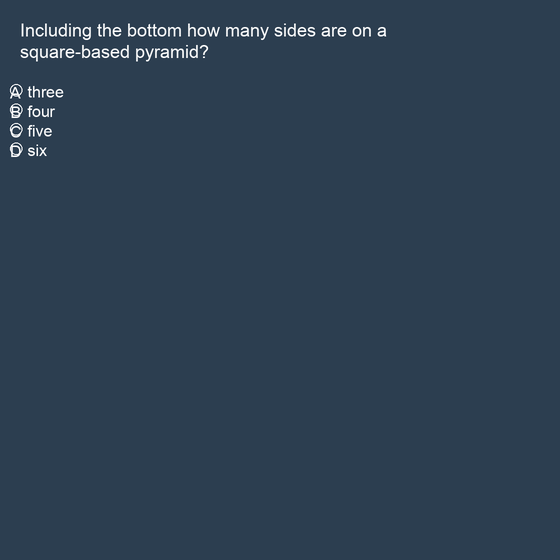 Including the bottom how many sides are on a
square-based pyramid?
A three
B four
C five
D six